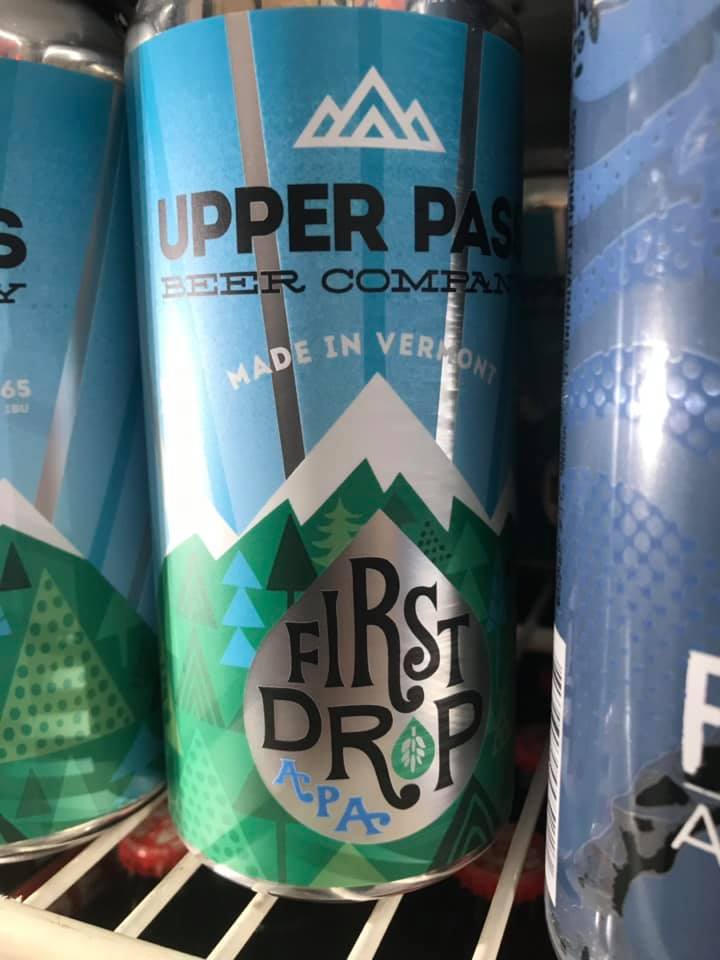 UPPER PAS
BEER COMPAN
MADE IN VERMONT
FIRST
DROP
APA
S
Y
65
IBU